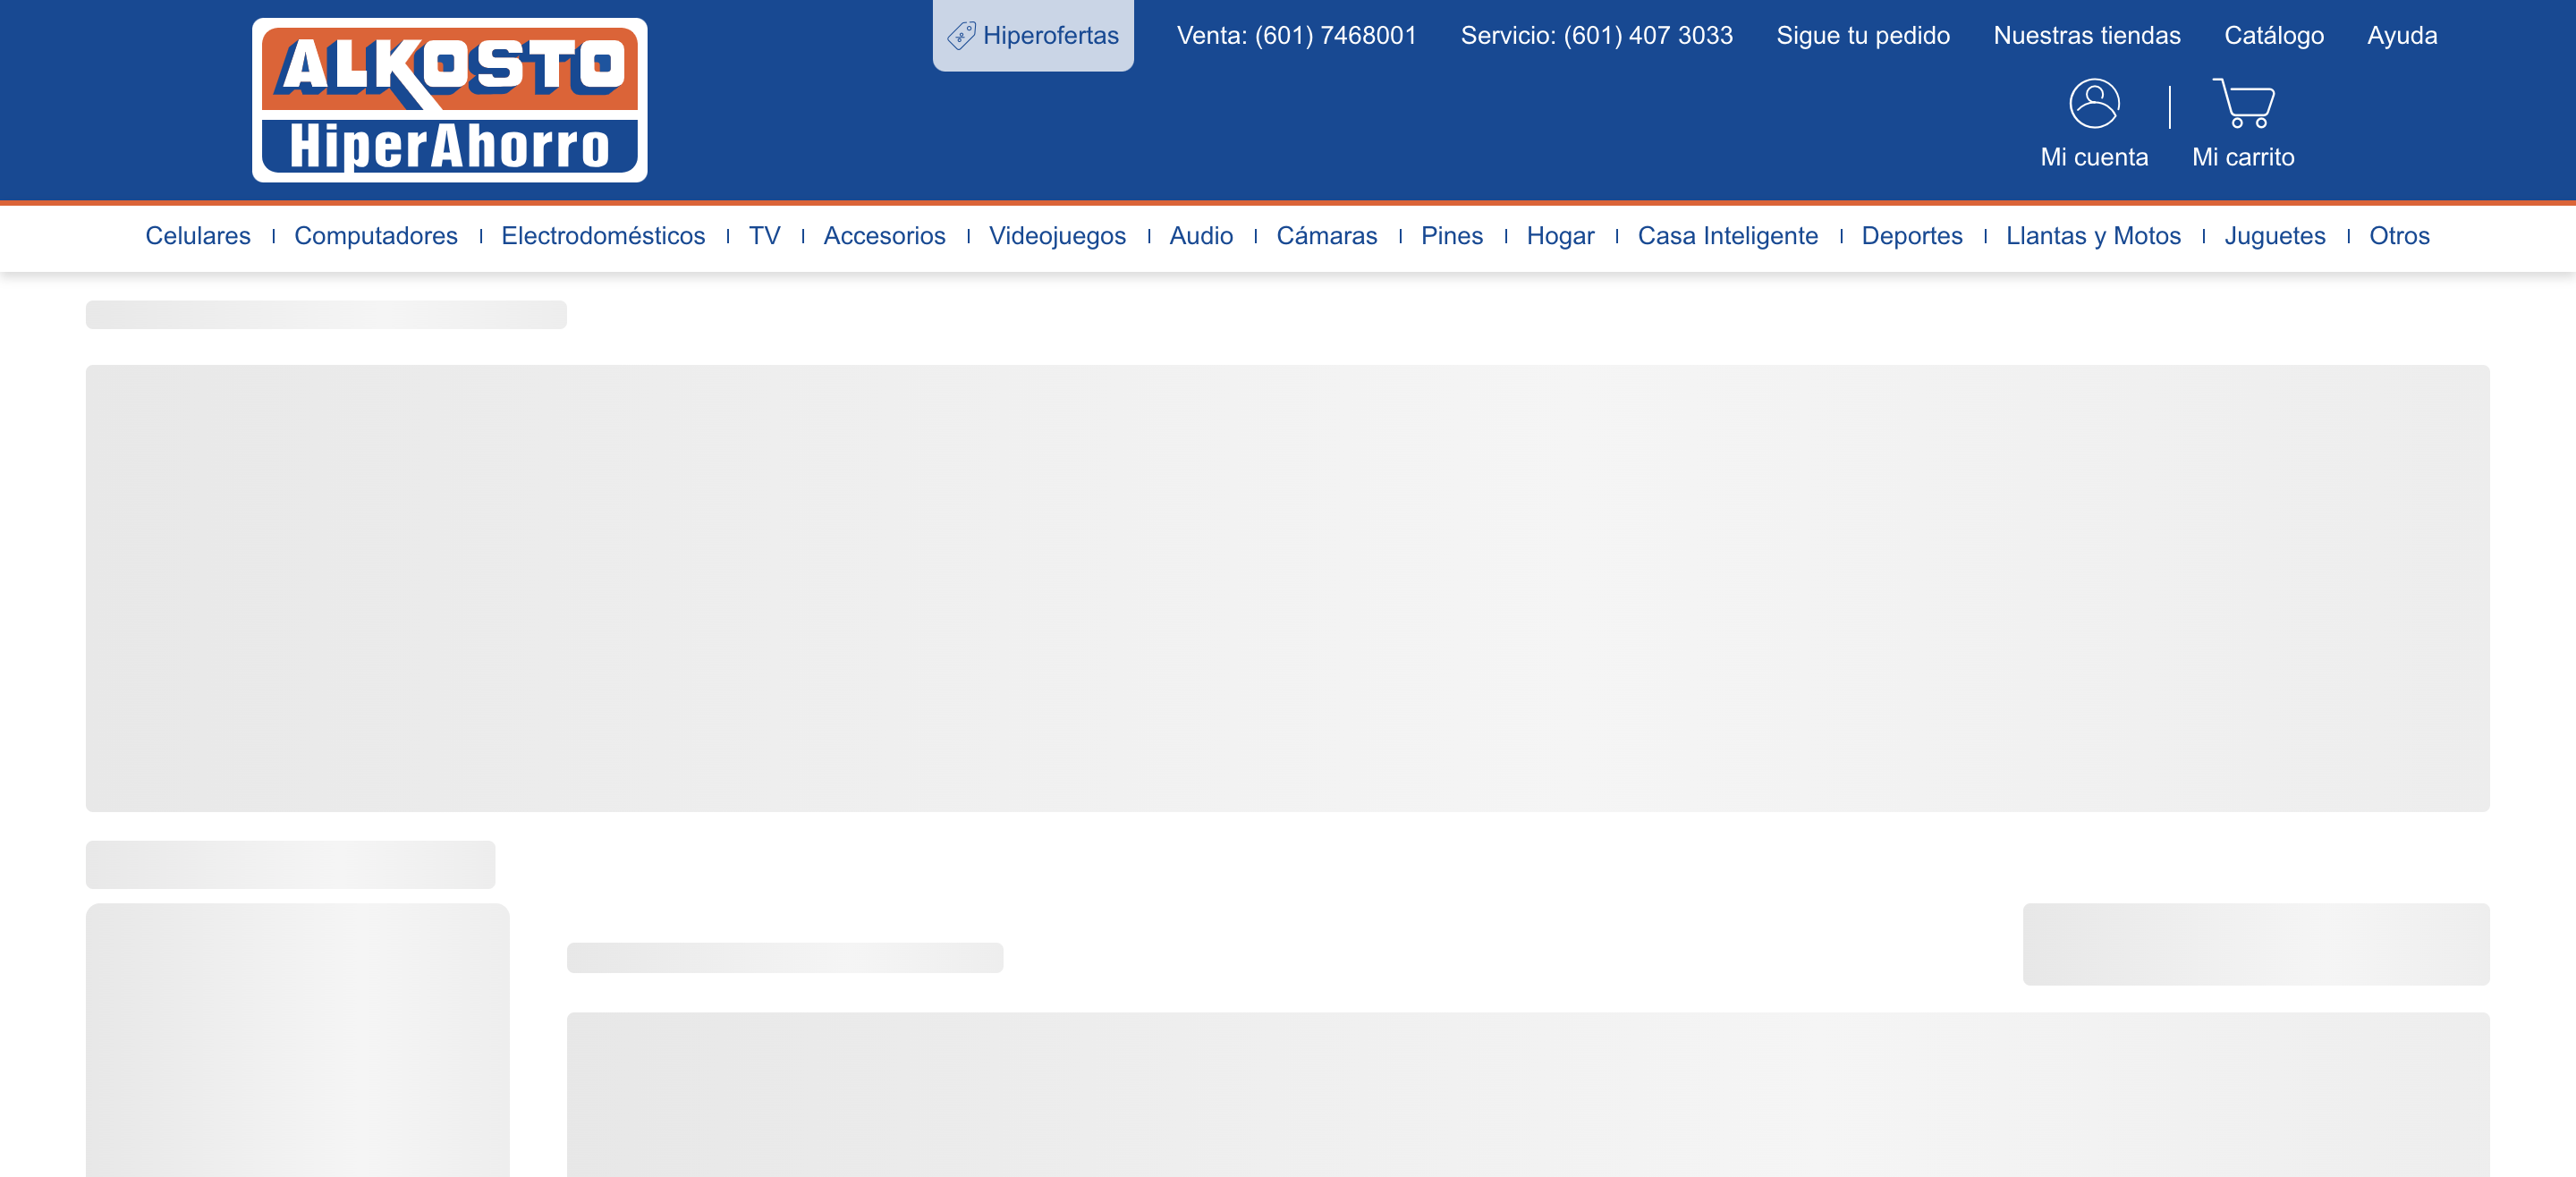 ALKOSTO
HiperAhorro
Hiperofertas Venta: (601) 7468001 Servicio: (601) 407 3033 Sigue tu pedido Nuestras tiendas Catálogo Ayuda
Mi cuenta Mi carrito
Celulares Computadores Electrodomésticos TV Accesorios Videojuegos Audio Cámaras Pines Hogar Casa Inteligente Deportes Llantas y Motos Juguetes Otros